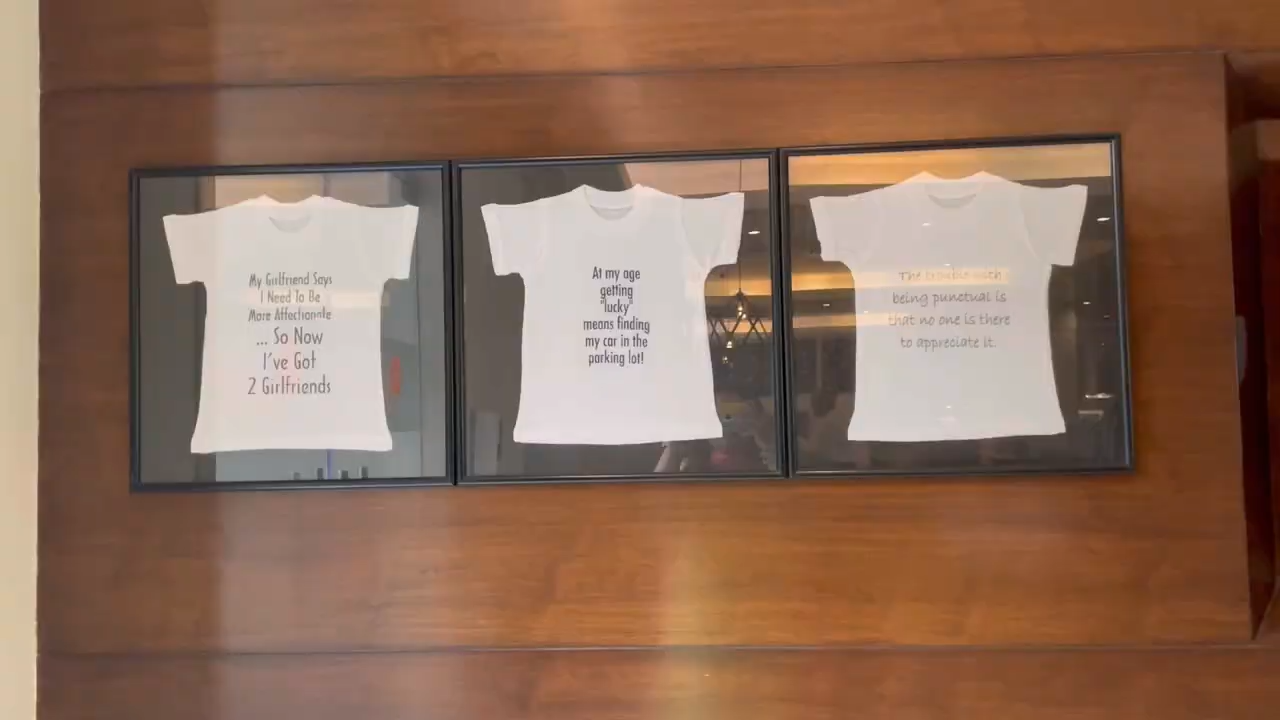 My Girlfriend Says
I Need To Be
More Affectionate
... So Now
I've Got
2 Girlfriends
At my age
getting
"lucky"
means finding
my car in the
parking lot!
The trouble with
being punctual is
that no one is there
to appreciate it.